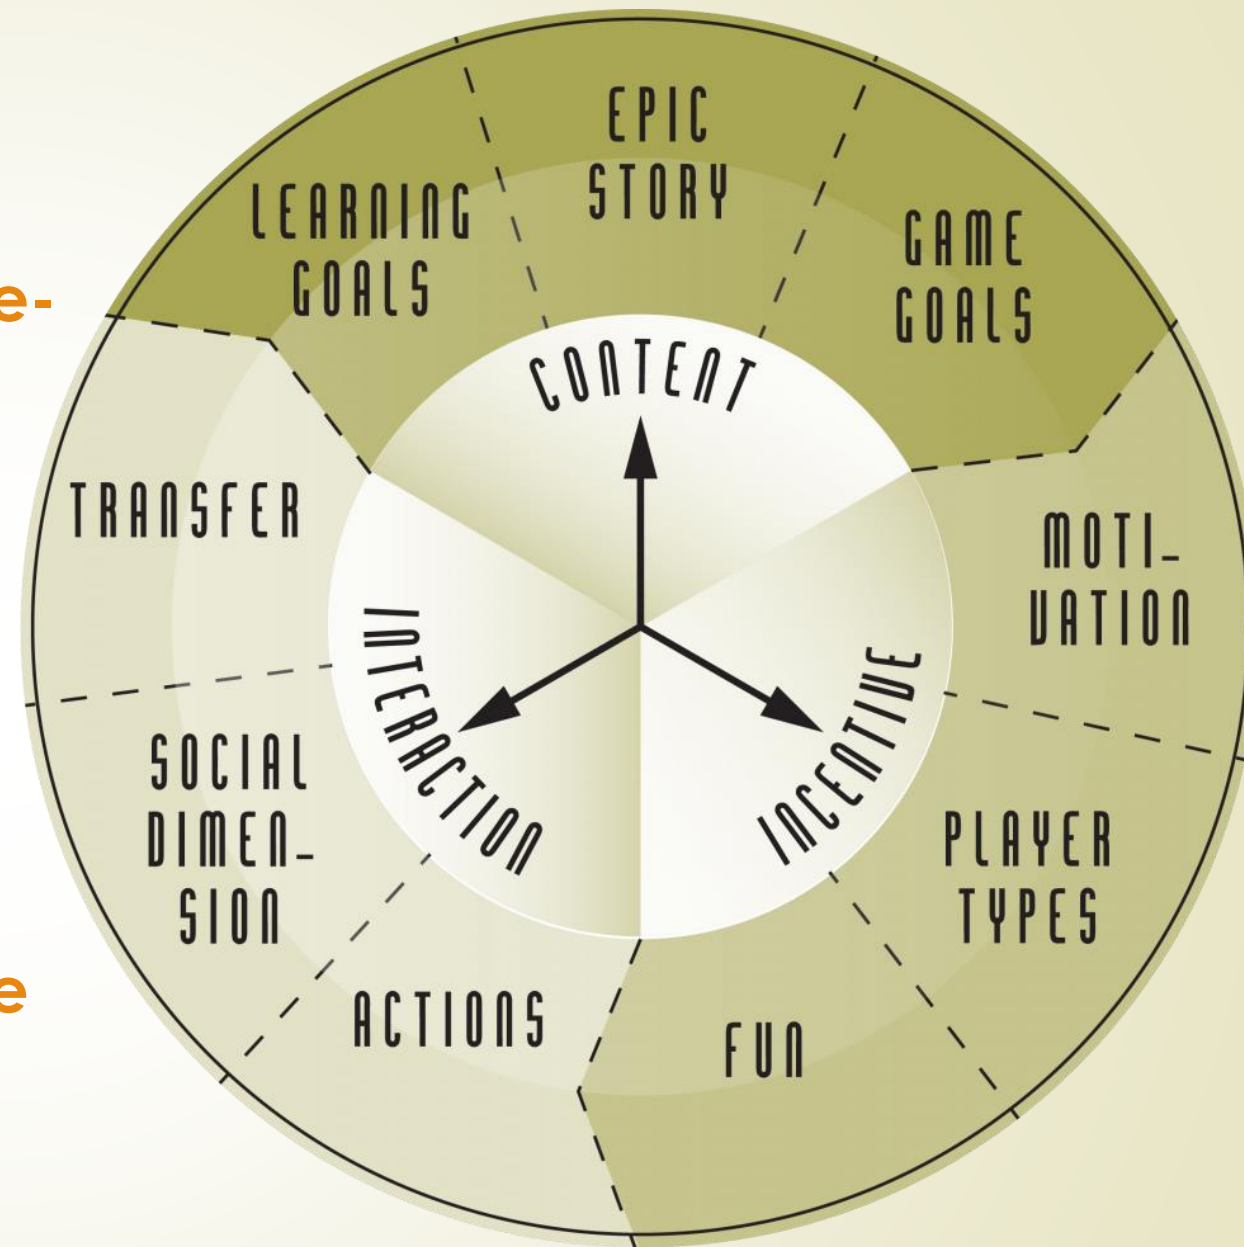 EPIC
STORY
LEARNING
GOALS
GAME
GOALS
e-
CONTENT
TRANSFER
MOTI-
VATION
INTERACTION
INCENTIVE
SOCIAL
DIMEN-
SION
PLAYER
TYPES
e
ACTIONS
FUN